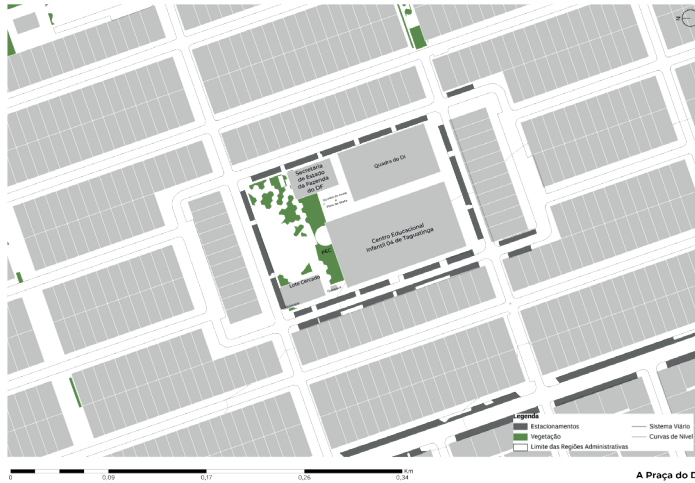 N
Secretaria
de Estado
da Fazenda
do DF
Quadra do DI
Centro Educacional
Infantil 04 de Taguatinga
PEC
Lote Cercado
Legenda
Estacionamentos
Vegetação
Limite das Regiões Administrativas
Sistema Viário
Curvas de Nível
Km
0
0,09
0,17
0,26
0,34
A Praça do D